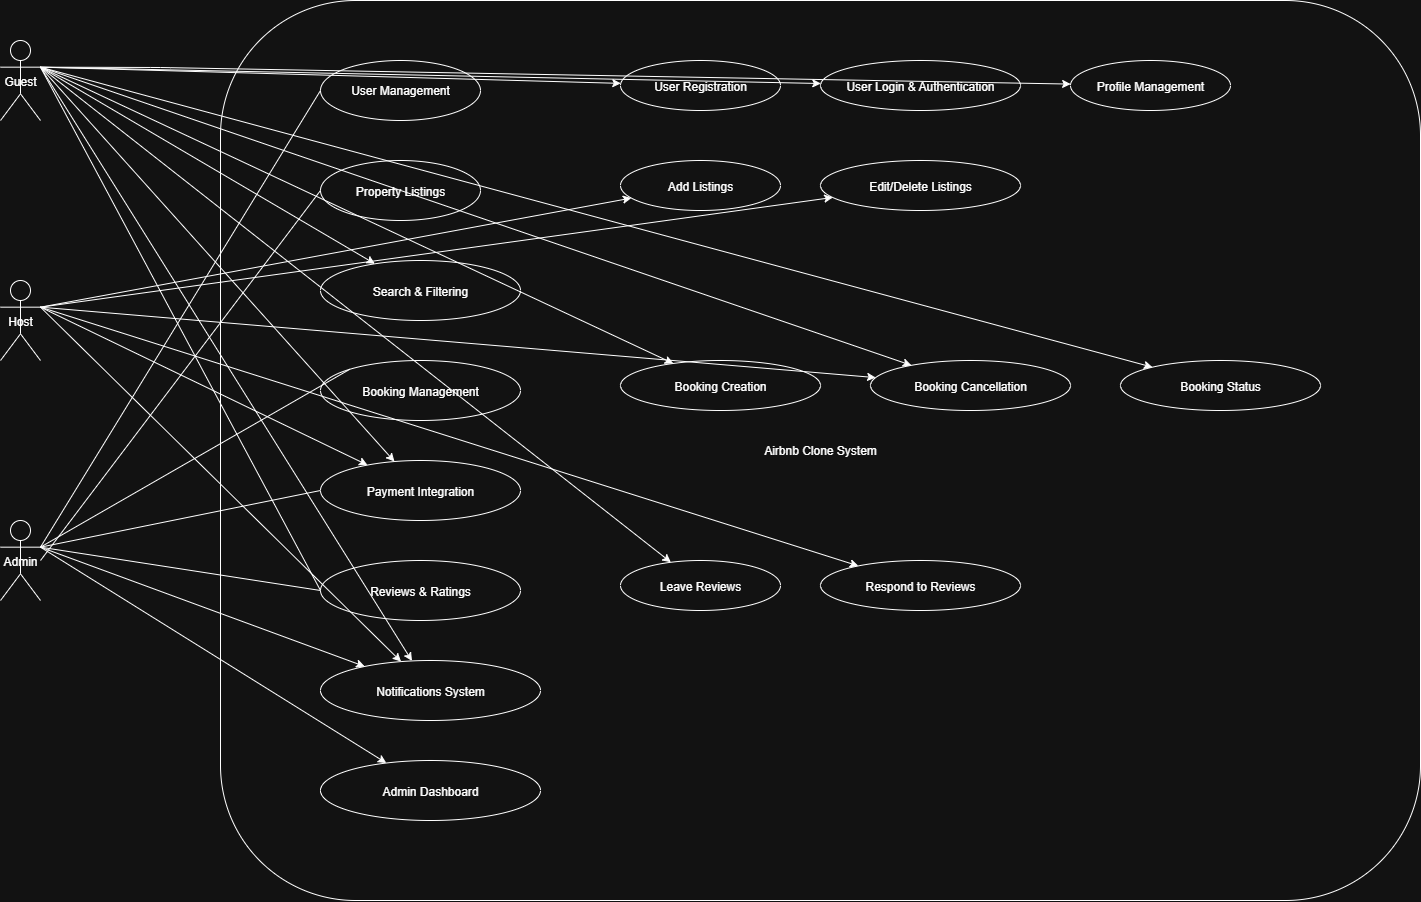 Guest
User Management
User Registration
User Login & Authentication
Profile Management
Property Listings
Add Listings
Edit/Delete Listings
Search & Filtering
Host
Booking Management
Booking Creation
Booking Cancellation
Booking Status
Airbnb Clone System
Payment Integration
Admin
Reviews & Ratings
Leave Reviews
Respond to Reviews
Notifications System
Admin Dashboard